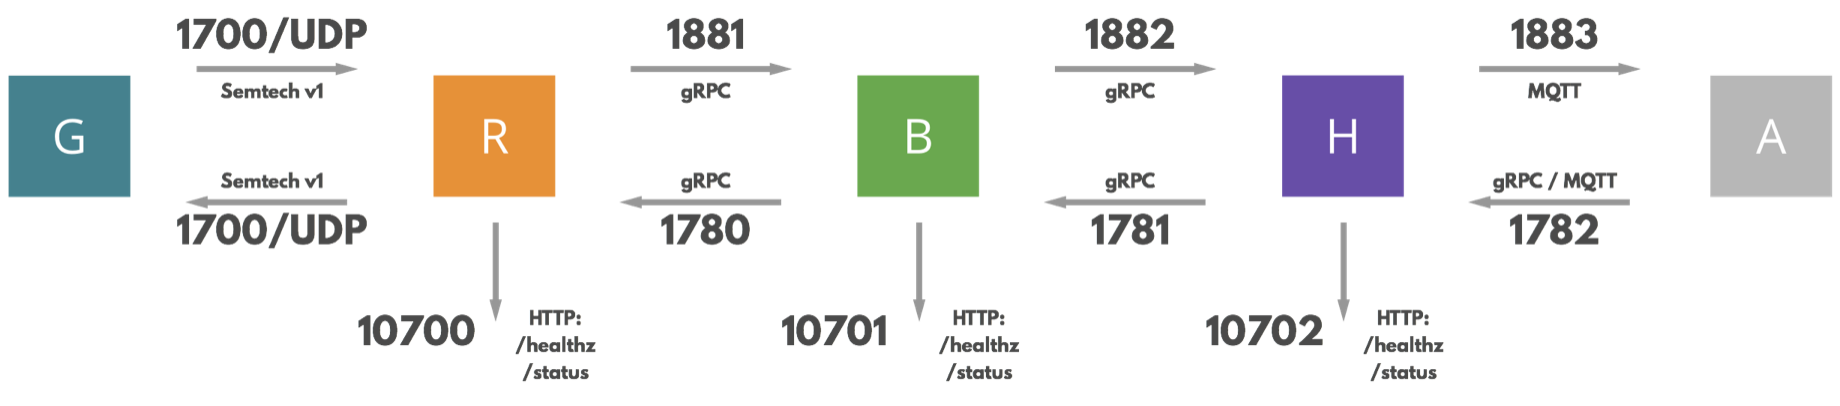 1700/UDP
1881
1882
1883
Semtech v1
gRPC
gRPC
MQTT
G
R
B
H
A
Semtech v1
gRPC
gRPC
gRPC / MQTT
1700/UDP
1780
1781
1782
10700
HTTP:
/healthz
/status
10701
HTTP:
/healthz
/status
10702
HTTP:
/healthz
/status